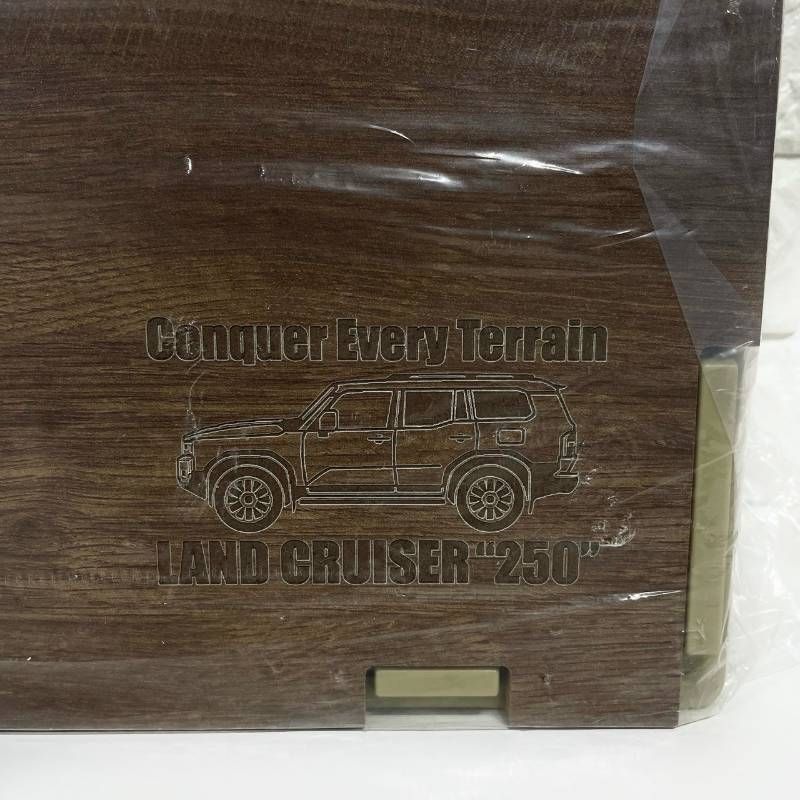 Conquer Every Terrain
LAND CRUISER “250”